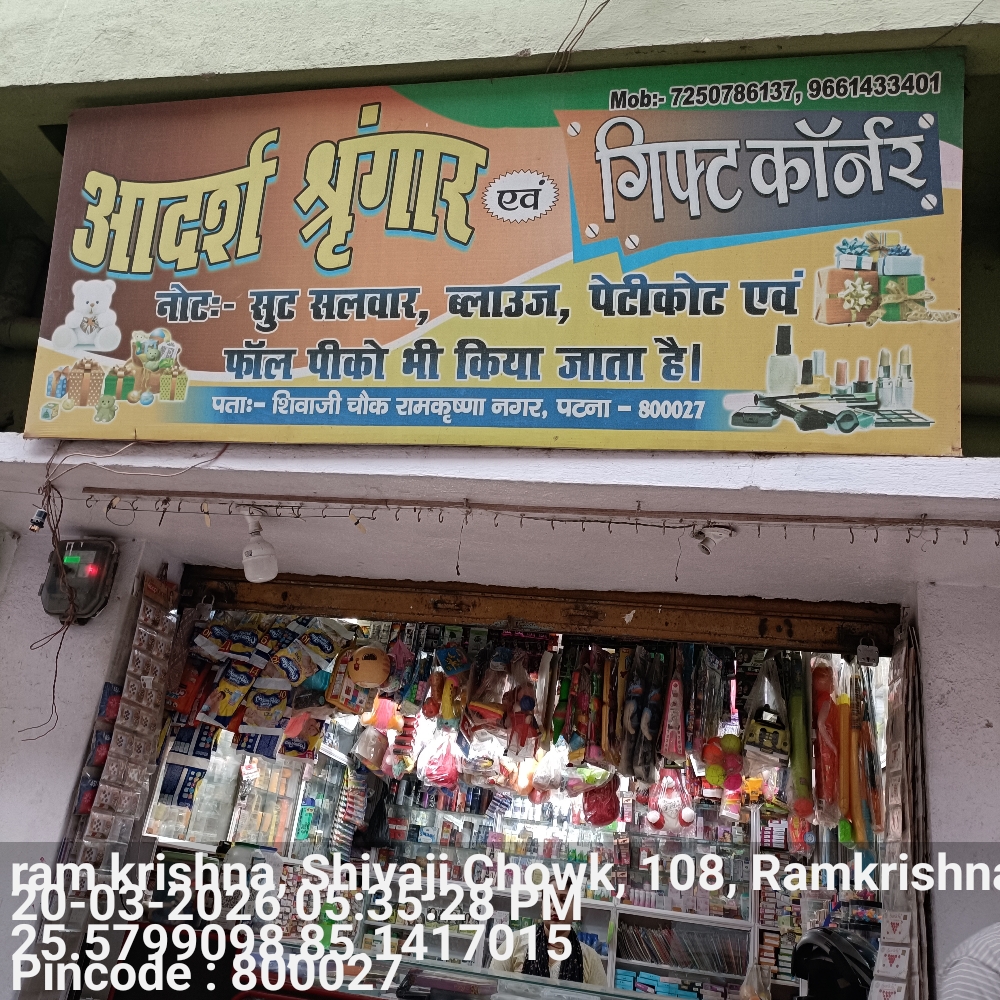 Mob:- 7250786137, 9661433401
आदर्श श्रृंगार एवं गिफ्ट कॉर्नर
नोटः- सुट सलवार, ब्लाउज, पेटीकोट एवं
फॉल पीको भी किया जाता है।
पताः- शिवाजी चौक रामकृष्णा नगर, पटना - 800027
ram krishna, Shivaji Chowk, 108, Ramkrishna
20-03-2026 05:35:28 PM
25.5799098,85.1417015
Pincode : 800027